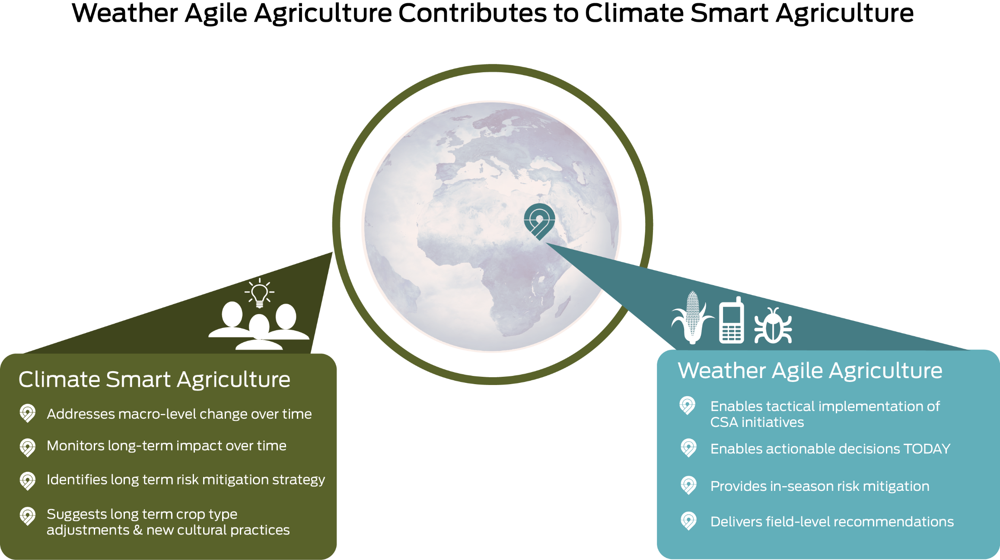 Weather Agile Agriculture Contributes to Climate Smart Agriculture
Climate Smart Agriculture
Addresses macro-level change over time
Monitors long-term impact over time
Identifies long term risk mitigation strategy
Suggests long term crop type
adjustments & new cultural practices
Weather Agile Agriculture
Enables tactical implementation of
CSA initiatives
Enables actionable decisions TODAY
Provides in-season risk mitigation
Delivers field-level recommendations